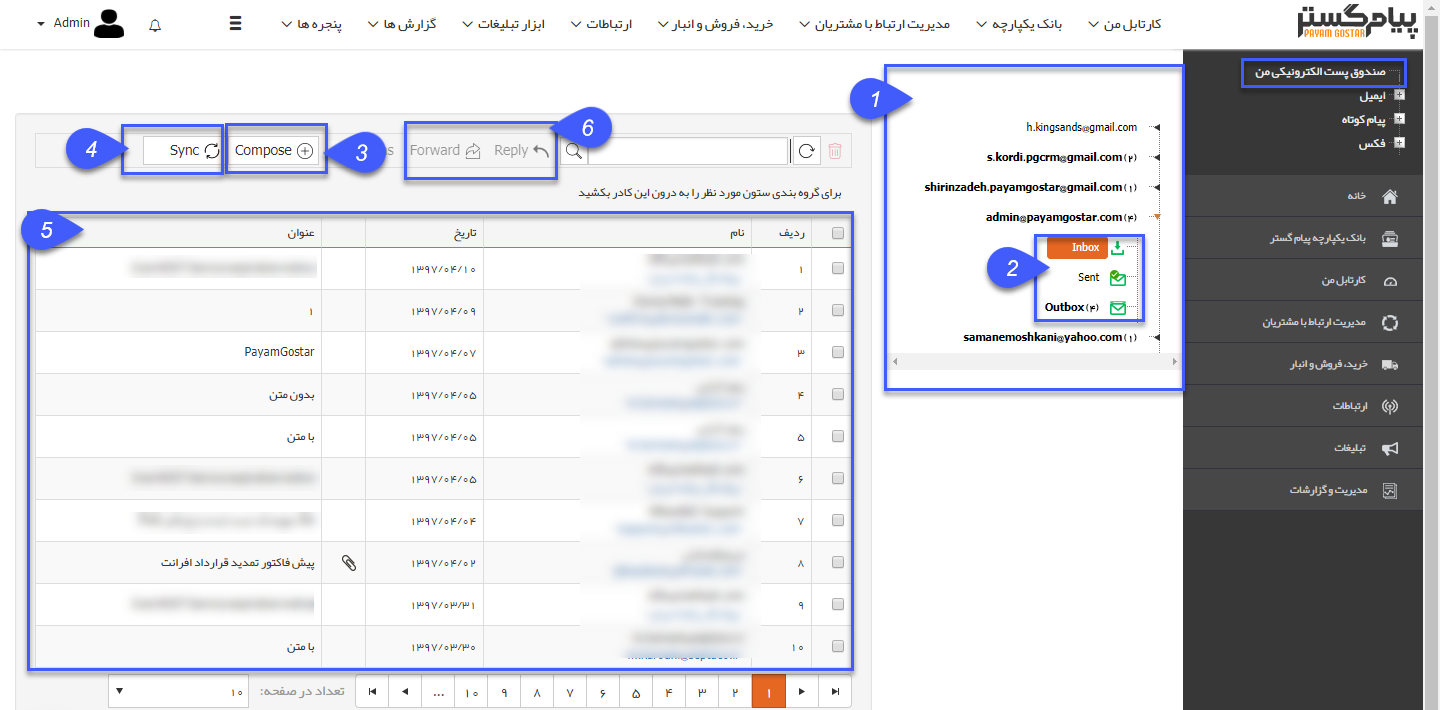 پیام گستر
PAYAM GOSTAR
کارتابل من
بانک یکپارچه
مدیریت ارتباط با مشتریان
خرید، فروش و انبار
ارتباطات
ابزار تبلیغات
گزارش ها
پنجره ها
Admin
صندوق پست الکترونیکی من
ایمیل
پیام کوتاه
فکس
خانه
بانک یکپارچه پیام گستر
کارتابل من
مدیریت ارتباط با مشتریان
خرید، فروش و انبار
ارتباطات
تبلیغات
مدیریت و گزارشات
1
h.kingsands@gmail.com
s.kordi.pgcrm@gmail.com (۲)
shirinzadeh.payamgostar@gmail.com (۱)
admin@payamgostar.com (۴)
2
Inbox
Sent
Outbox (۴)
samanemoshkani@yahoo.com (۱)
6
Reply
Forward
3
Compose
4
Sync
برای گروه بندی ستون مورد نظر را به درون این کادر بکشید
5
ردیف نام تاریخ عنوان
۱ ۱۳۹۷/۰۴/۱۰
۲ ۱۳۹۷/۰۴/۰۹ ۱
۳ ۱۳۹۷/۰۴/۰۷ PayamGostar
۴ ۱۳۹۷/۰۴/۰۵ بدون متن
۵ ۱۳۹۷/۰۴/۰۵ با متن
۶ ۱۳۹۷/۰۴/۰۵
۷ ۱۳۹۷/۰۴/۰۴
۸ ۱۳۹۷/۰۴/۰۲ پیش فاکتور تمدید قرارداد افرانت
۹ ۱۳۹۷/۰۳/۳۱
۱۰ ۱۳۹۷/۰۳/۳۰ با متن
۱ ۲ ۳ ۴ ۵ ۶ ۷ ۸ ۹ ۱۰ ...
تعداد در صفحه: ۱۰